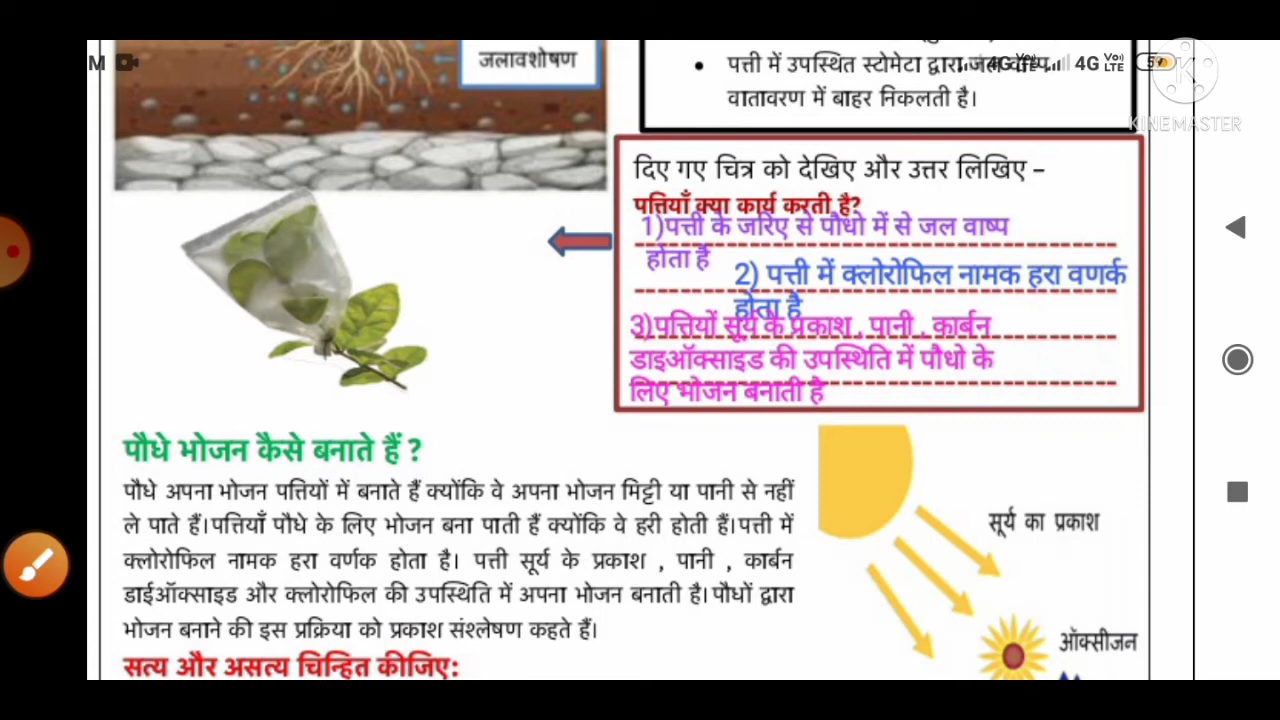 M
जलावशोषण
पत्ती में उपस्थित स्टोमेटा द्वारा जल
वातावरण में बाहर निकलती है।
4G 4G
KINEMASTER
दिए गए चित्र को देखिए और उत्तर लिखिए –
पत्तियाँ क्या कार्य करती है?
1)पत्ती के जरिए से पौधो में से जल वाष्प
होता है
2) पत्ती में क्लोरोफिल नामक हरा वणर्क
होता है
3)पत्तियों सूर्य के प्रकाश , पानी , कार्बन
डाइऑक्साइड की उपस्थिति में पौधो के
लिए भोजन बनाती है
पौधे भोजन कैसे बनाते हैं ?
पौधे अपना भोजन पत्तियों में बनाते हैं क्योंकि वे अपना भोजन मिट्टी या पानी से नहीं
ले पाते हैं।पत्तियाँ पौधे के लिए भोजन बना पाती हैं क्योंकि वे हरी होती हैं।पत्ती में
क्लोरोफिल नामक हरा वर्णक होता है। पत्ती सूर्य के प्रकाश , पानी , कार्बन
डाईऑक्साइड और क्लोरोफिल की उपस्थिति में अपना भोजन बनाती है।पौधों द्वारा
भोजन बनाने की इस प्रक्रिया को प्रकाश संश्लेषण कहते हैं।
सूर्य का प्रकाश
ऑक्सीजन
सत्य और असत्य चिन्हित कीजिए: